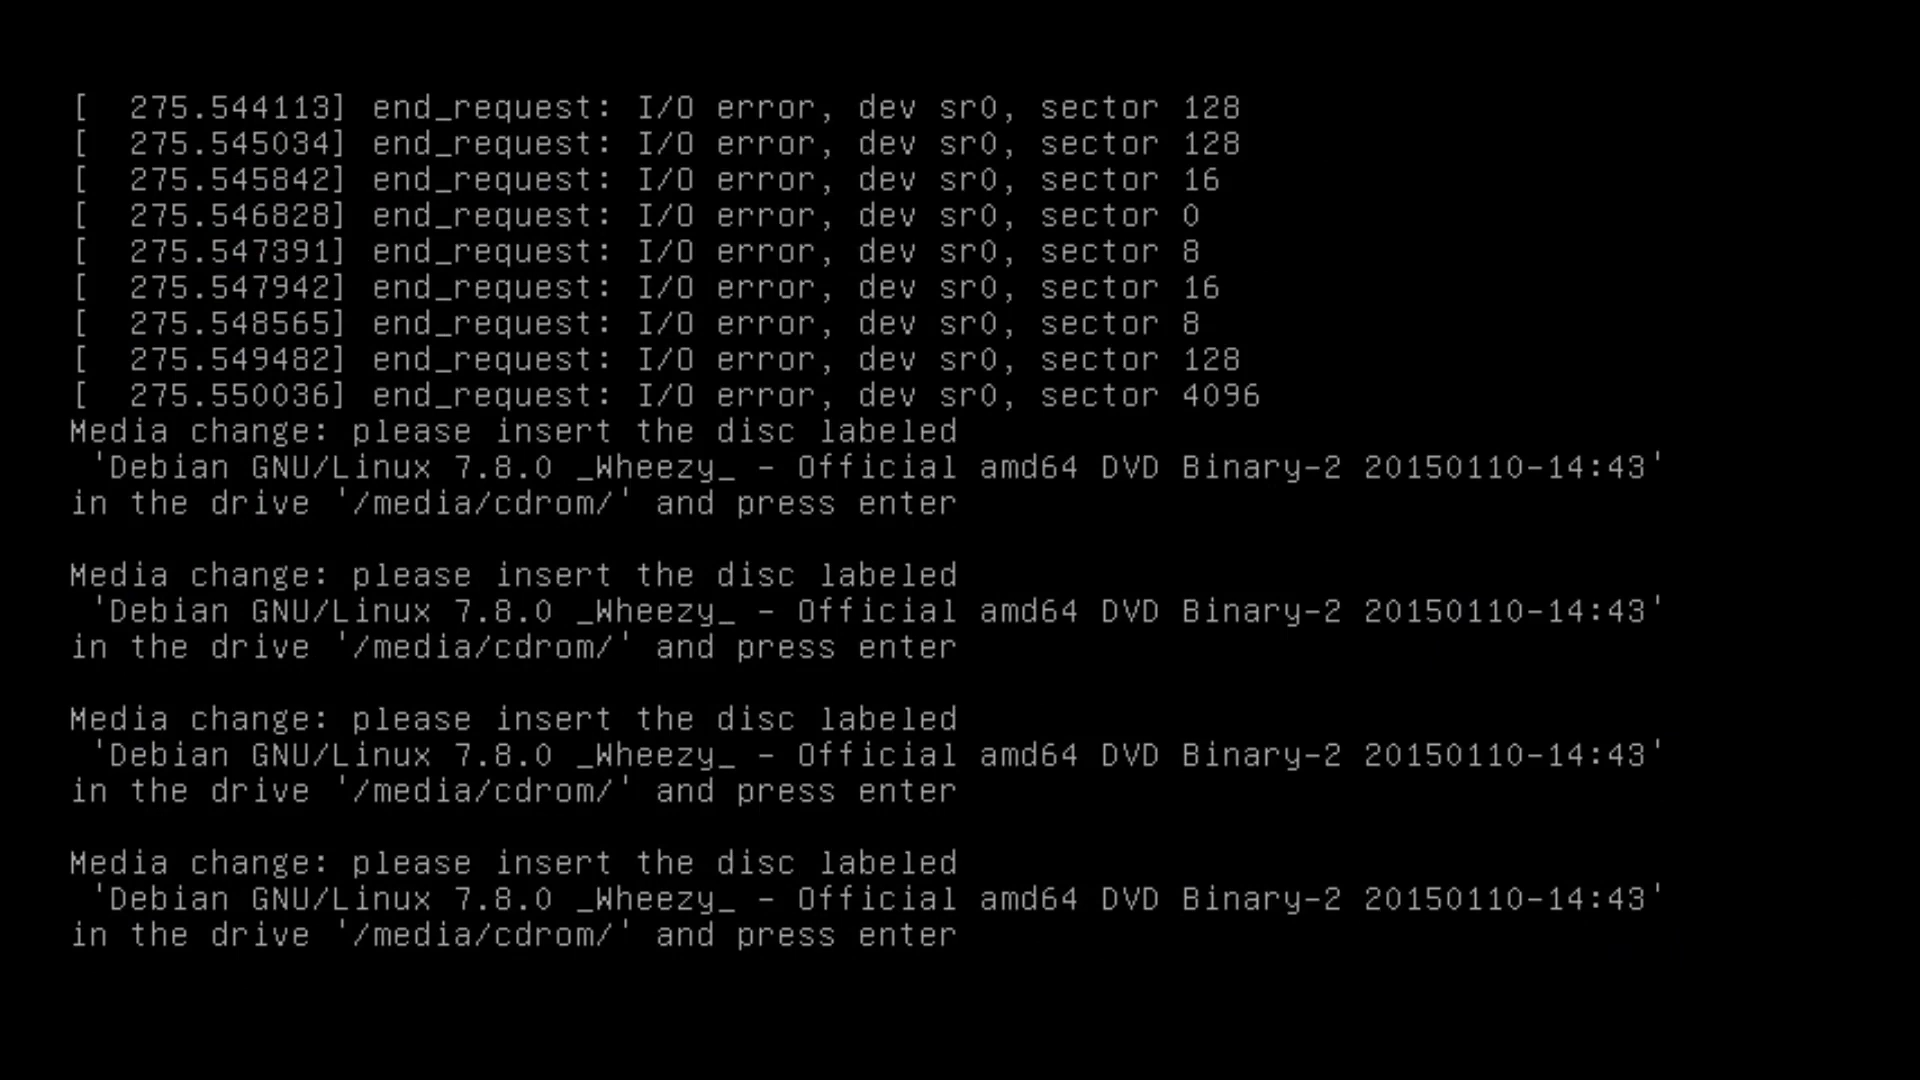 [  275.544113] end_request: I/O error, dev sr0, sector 128
[  275.545034] end_request: I/O error, dev sr0, sector 128
[  275.545842] end_request: I/O error, dev sr0, sector 16
[  275.546828] end_request: I/O error, dev sr0, sector 0
[  275.547391] end_request: I/O error, dev sr0, sector 8
[  275.547942] end_request: I/O error, dev sr0, sector 16
[  275.548565] end_request: I/O error, dev sr0, sector 8
[  275.549482] end_request: I/O error, dev sr0, sector 128
[  275.550036] end_request: I/O error, dev sr0, sector 4096
Media change: please insert the disc labeled
 'Debian GNU/Linux 7.8.0 _Wheezy_ - Official amd64 DVD Binary-2 20150110-14:43'
in the drive '/media/cdrom/' and press enter

Media change: please insert the disc labeled
 'Debian GNU/Linux 7.8.0 _Wheezy_ - Official amd64 DVD Binary-2 20150110-14:43'
in the drive '/media/cdrom/' and press enter

Media change: please insert the disc labeled
 'Debian GNU/Linux 7.8.0 _Wheezy_ - Official amd64 DVD Binary-2 20150110-14:43'
in the drive '/media/cdrom/' and press enter

Media change: please insert the disc labeled
 'Debian GNU/Linux 7.8.0 _Wheezy_ - Official amd64 DVD Binary-2 20150110-14:43'
in the drive '/media/cdrom/' and press enter